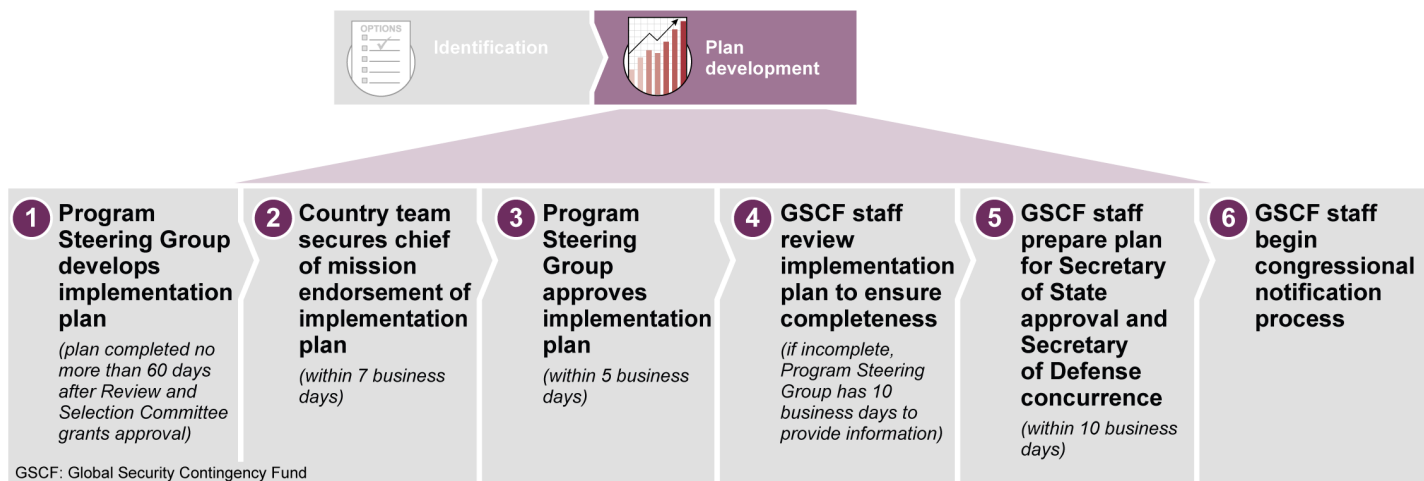 OPTIONS
Identification
Plan
development
1
Program
Steering Group
develops
implementation
plan
(plan completed no
more than 60 days
after Review and
Selection Committee
grants approval)
2
Country team
secures chief
of mission
endorsement of
implementation
plan
(within 7 business
days)
3
Program
Steering
Group
approves
implementation
plan
(within 5 business
days)
4
GSCF staff
review
implementation
plan to ensure
completeness
(if incomplete,
Program Steering
Group has 10
business days to
provide information)
5
GSCF staff
prepare plan
for Secretary
of State
approval and
Secretary
of Defense
concurrence
(within 10 business
days)
6
GSCF staff
begin
congressional
notification
process
GSCF: Global Security Contingency Fund